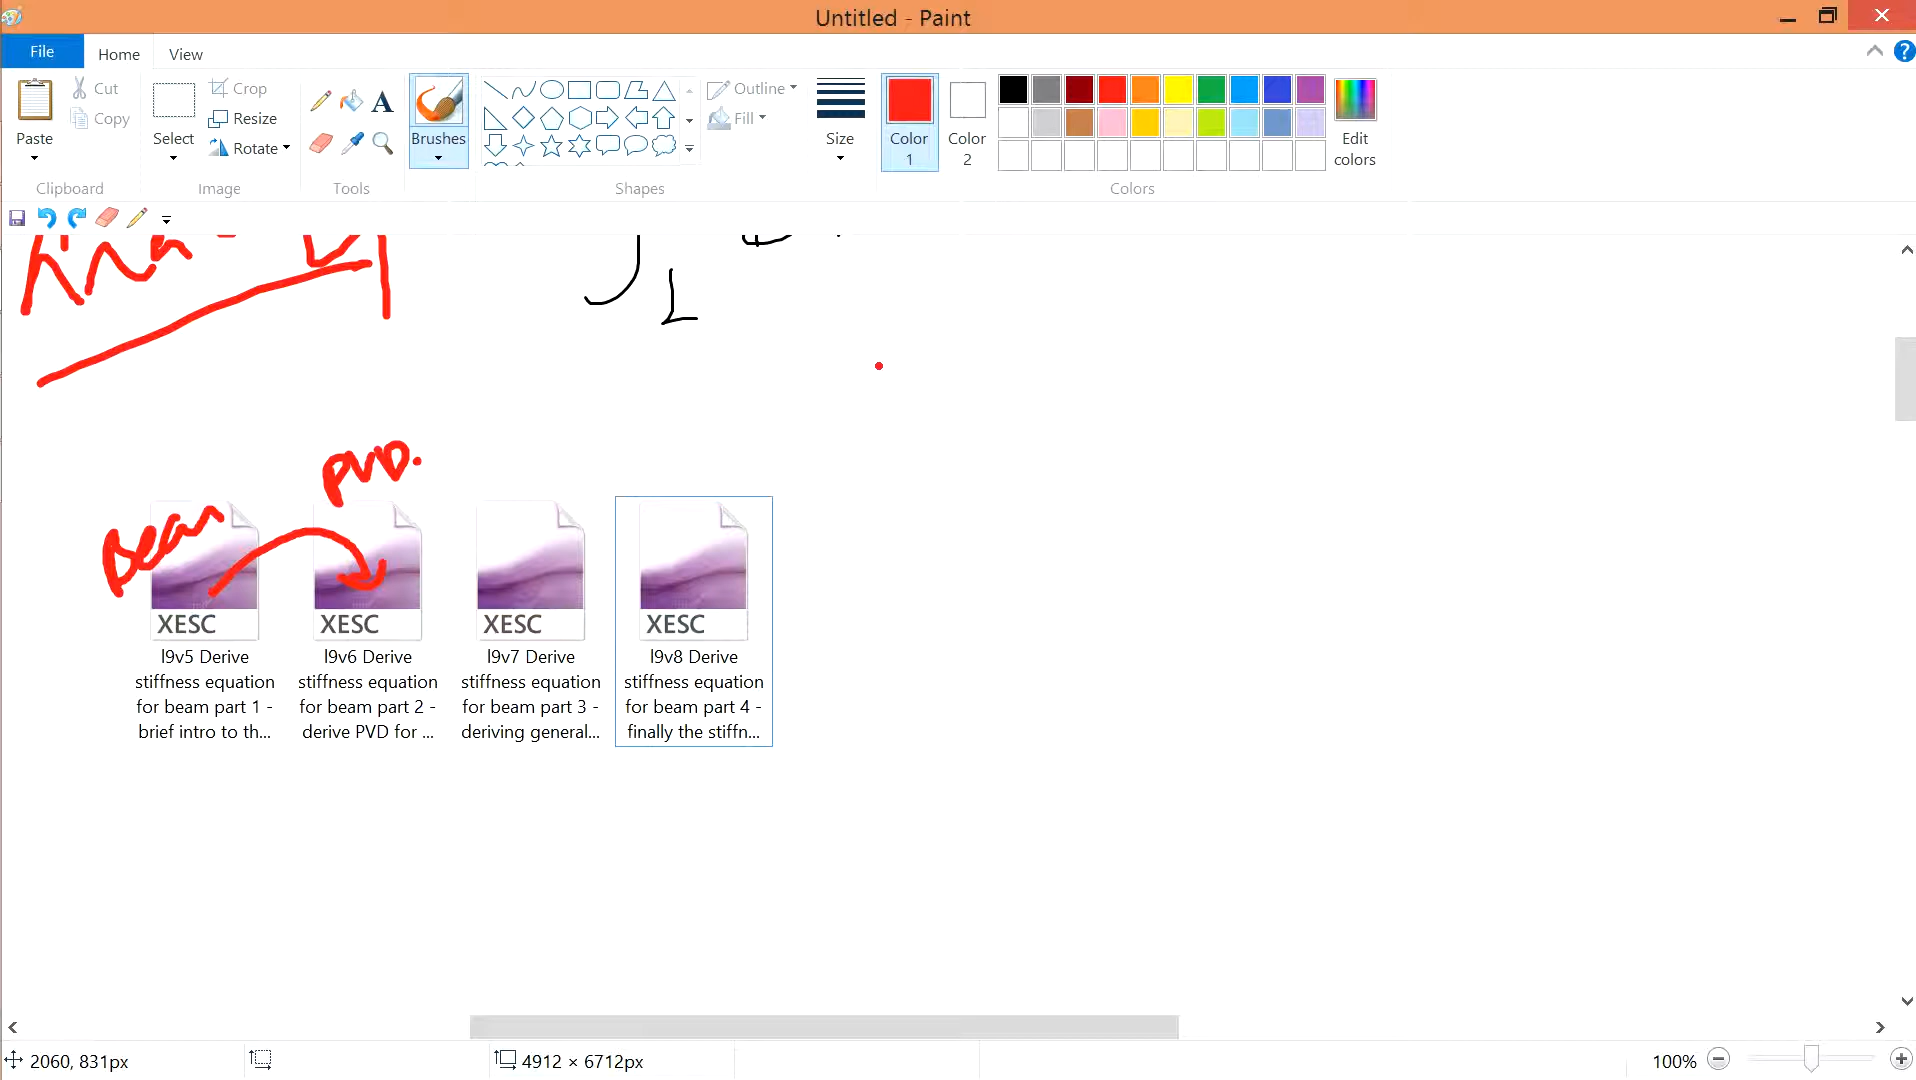 Untitled - Paint
File
Home
View
?
Paste
Cut
Copy
Clipboard
Select
Crop
Resize
Rotate
Image
A
Tools
Brushes
Shapes
Outline
Fill
Size
Color
1
Color
2
Edit
colors
Colors
L
PVD.
Beam
XESC
l9v5 Derive
stiffness equation
for beam part 1 -
brief intro to th...
XESC
l9v6 Derive
stiffness equation
for beam part 2 -
derive PVD for ...
XESC
l9v7 Derive
stiffness equation
for beam part 3 -
deriving general...
XESC
l9v8 Derive
stiffness equation
for beam part 4 -
finally the stiffn...
2060, 831px
4912 × 6712px
100%